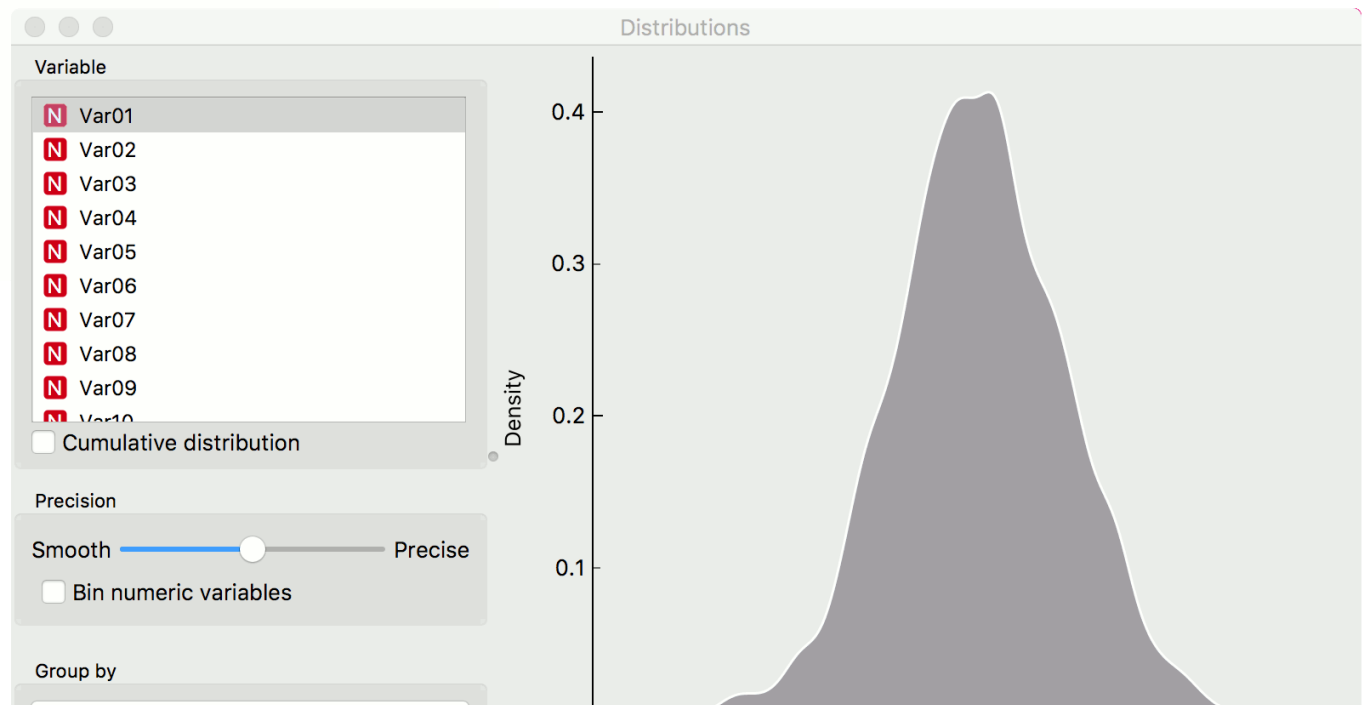 Distributions
Variable
N Var01
N Var02
N Var03
N Var04
N Var05
N Var06
N Var07
N Var08
N Var09
N Var10
Cumulative distribution
Precision
Smooth Precise
Bin numeric variables
Group by
Density
0.4
0.3
0.2
0.1